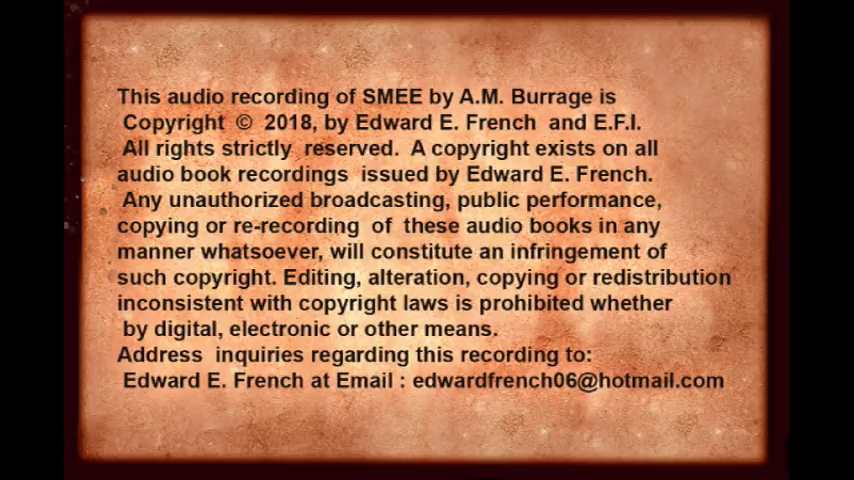 This audio recording of SMEE by A.M. Burrage is
Copyright © 2018, by Edward E. French and E.F.I.
All rights strictly reserved. A copyright exists on all
audio book recordings issued by Edward E. French.
Any unauthorized broadcasting, public performance,
copying or re-recording of these audio books in any
manner whatsoever, will constitute an infringement of
such copyright. Editing, alteration, copying or redistribution
inconsistent with copyright laws is prohibited whether
by digital, electronic or other means.
Address inquiries regarding this recording to:
Edward E. French at Email : edwardfrench06@hotmail.com